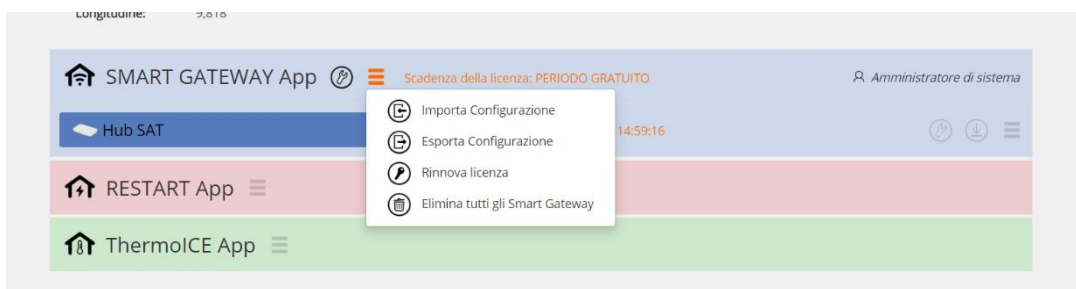 Longitudine: 9,818
SMART GATEWAY App Scadenza della licenza: PERIODO GRATUITO Amministratore di sistema
Importa Configurazione
Hub SAT 14:59:16
Esporta Configurazione
Rinnova licenza
RESTART App
Elimina tutti gli Smart Gateway
ThermoICE App